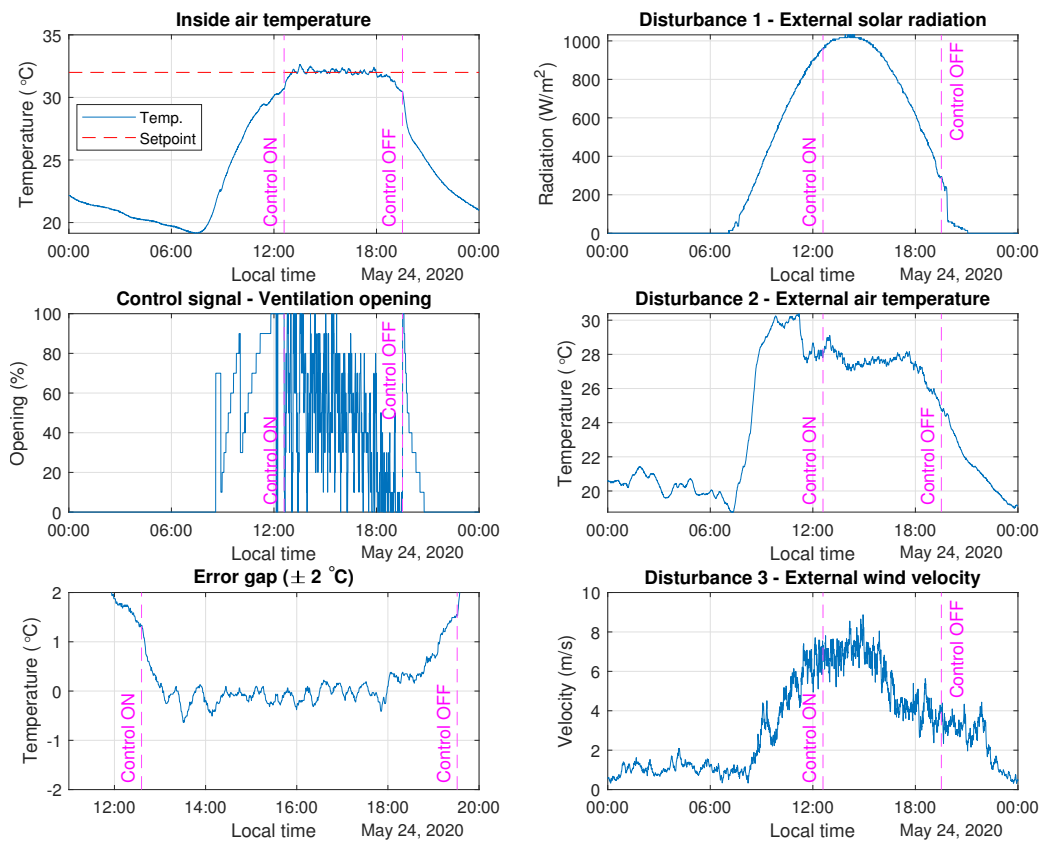 Inside air temperature
35
30
25
20
Temperature ( °C)
Temp.
Setpoint
Control ON
Control OFF
00:00 06:00 12:00 18:00 00:00
Local time May 24, 2020
Disturbance 1 - External solar radiation
1000
800
600
400
200
0
Radiation (W/m²)
Control ON
Control OFF
00:00 06:00 12:00 18:00 00:00
Local time May 24, 2020
Control signal - Ventilation opening
100
80
60
40
20
0
Opening (%)
Control ON
Control OFF
00:00 06:00 12:00 18:00 00:00
Local time May 24, 2020
Disturbance 2 - External air temperature
30
28
26
24
22
20
Temperature ( °C)
Control ON
Control OFF
00:00 06:00 12:00 18:00 00:00
Local time May 24, 2020
Error gap (± 2 °C)
2
1
0
-1
-2
Temperature ( °C)
Control ON
Control OFF
12:00 14:00 16:00 18:00 20:00
Local time May 24, 2020
Disturbance 3 - External wind velocity
10
8
6
4
2
0
Velocity (m/s)
Control ON
Control OFF
00:00 06:00 12:00 18:00 00:00
Local time May 24, 2020